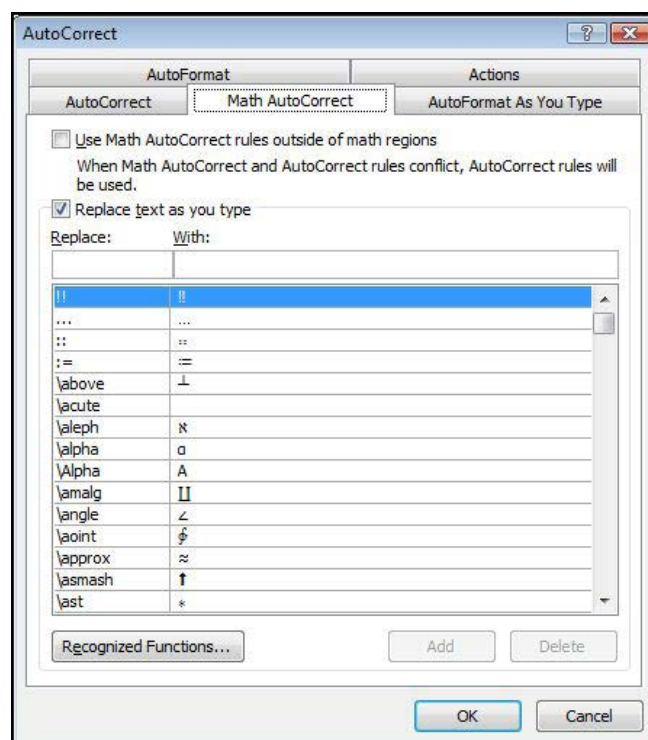 AutoCorrect
AutoFormat Actions
AutoCorrect Math AutoCorrect AutoFormat As You Type
Use Math AutoCorrect rules outside of math regions
When Math AutoCorrect and AutoCorrect rules conflict, AutoCorrect rules will
be used.
Replace text as you type
Replace: With:
!! ‼
... …
:: ∷
:= ≔
\above ┴
\acute
\aleph ℵ
\alpha α
\Alpha Α
\amalg ∐
\angle ∠
\aoint ∳
\approx ≈
\asmash ⬆
\ast ∗
Recognized Functions... Add Delete
OK Cancel